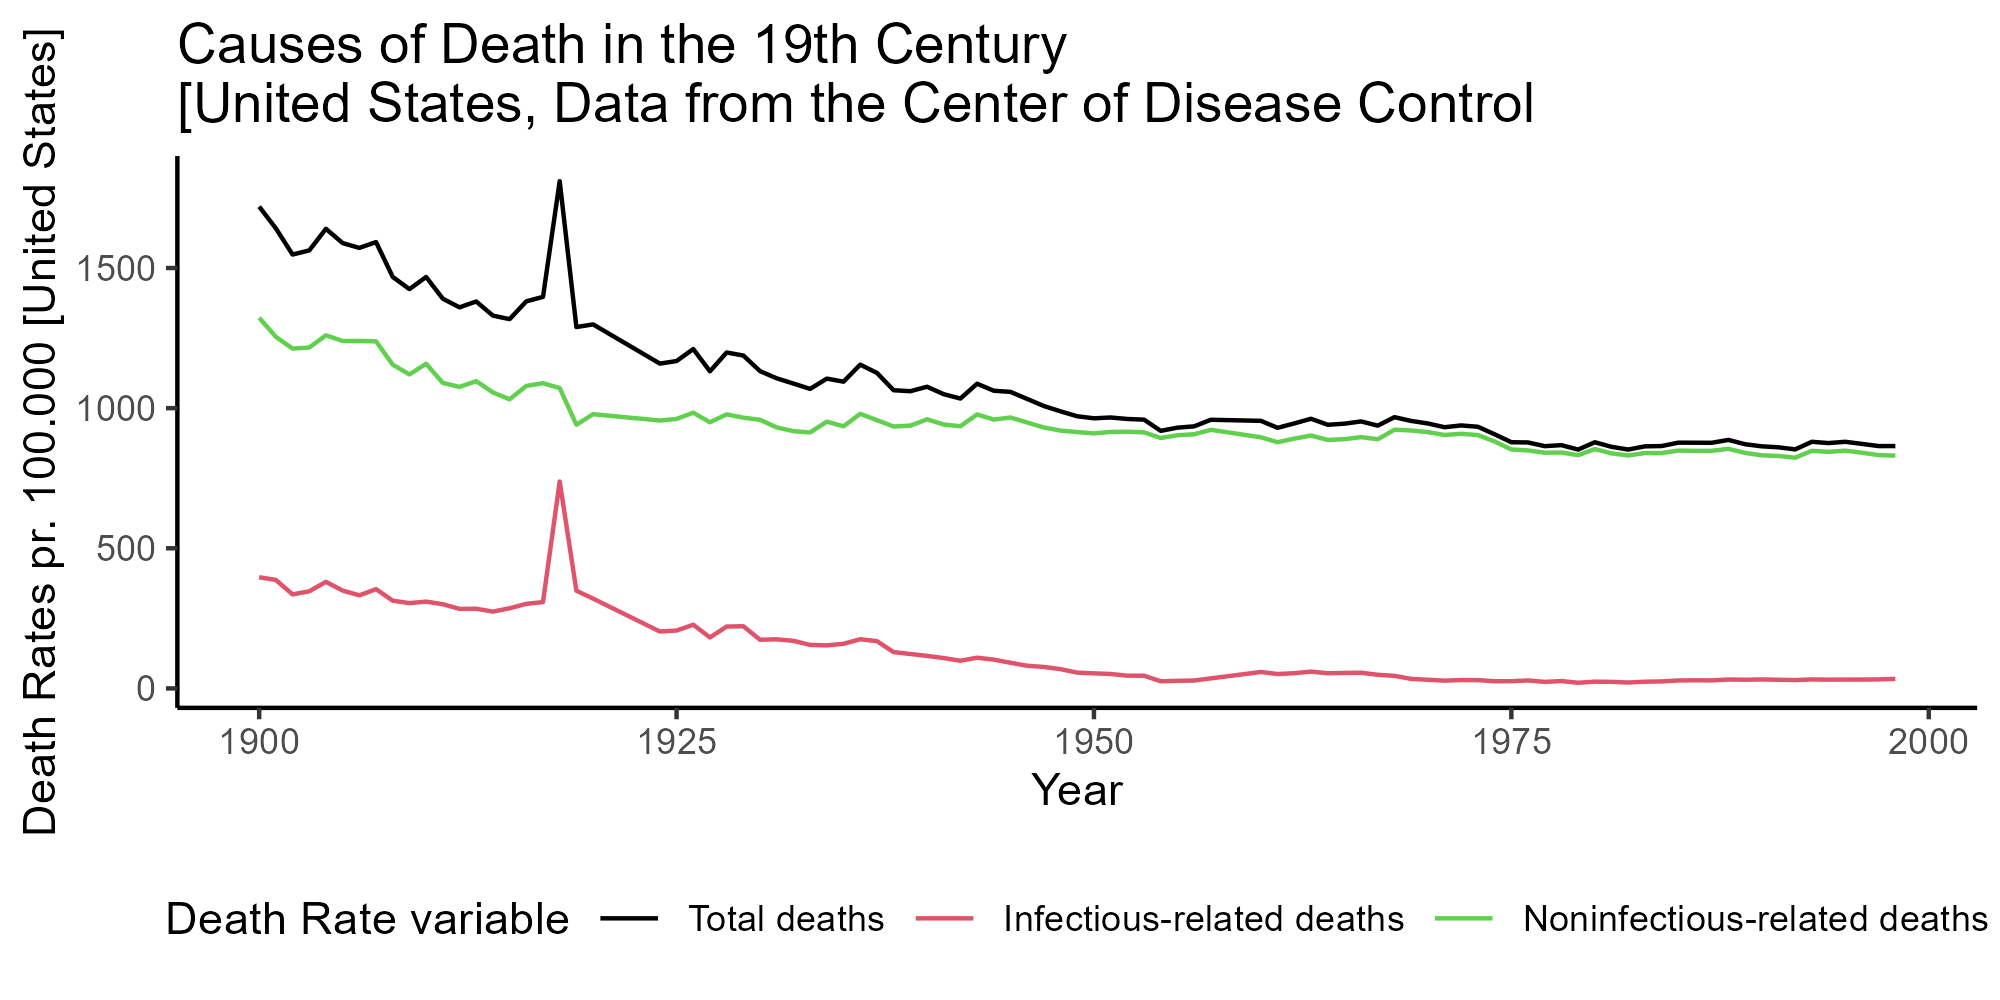 Causes of Death in the 19th Century
[United States, Data from the Center of Disease Control
Death Rates pr. 100.000 [United States]
1500
1000
500
0
1900 1925 1950 1975 2000
Year
Death Rate variable Total deaths Infectious-related deaths Noninfectious-related deaths